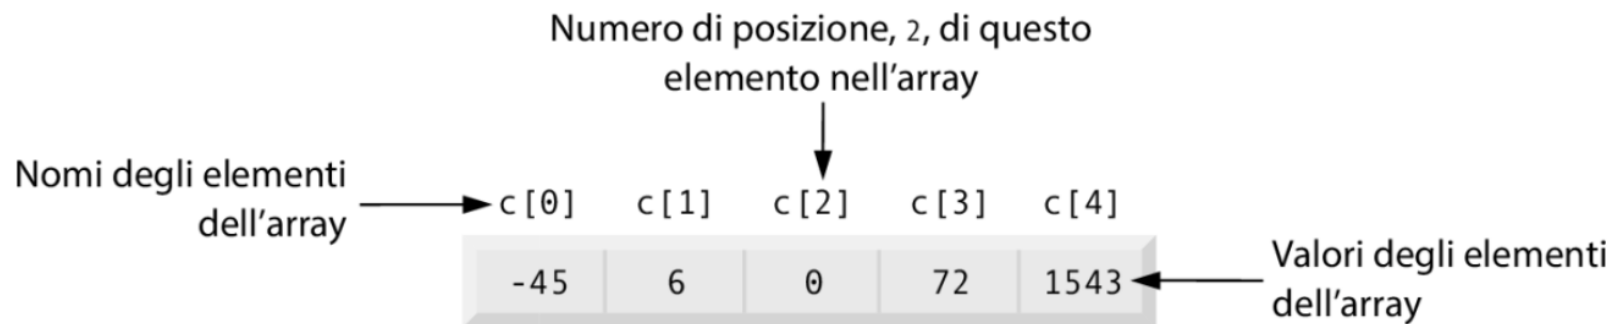 Numero di posizione, 2, di questo
elemento nell’array
Nomi degli elementi
dell’array
c[0] c[1] c[2] c[3] c[4]
-45 6 0 72 1543
Valori degli elementi
dell’array